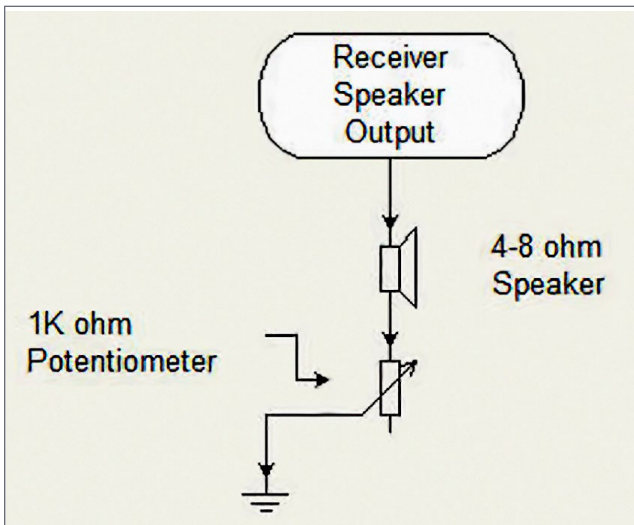 Receiver
Speaker
Output
4-8 ohm
Speaker
1K ohm
Potentiometer